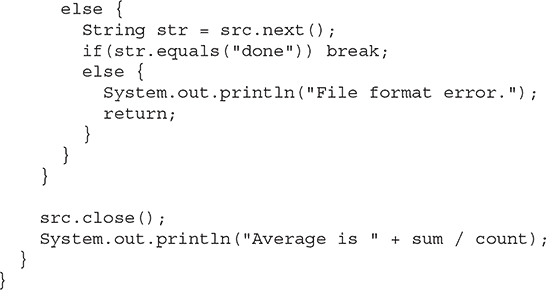 else {
String str = src.next();
if(str.equals("done")) break;
else {
System.out.println("File format error.");
return;
}
}
}
src.close();
System.out.println("Average is " + sum / count);
}
}